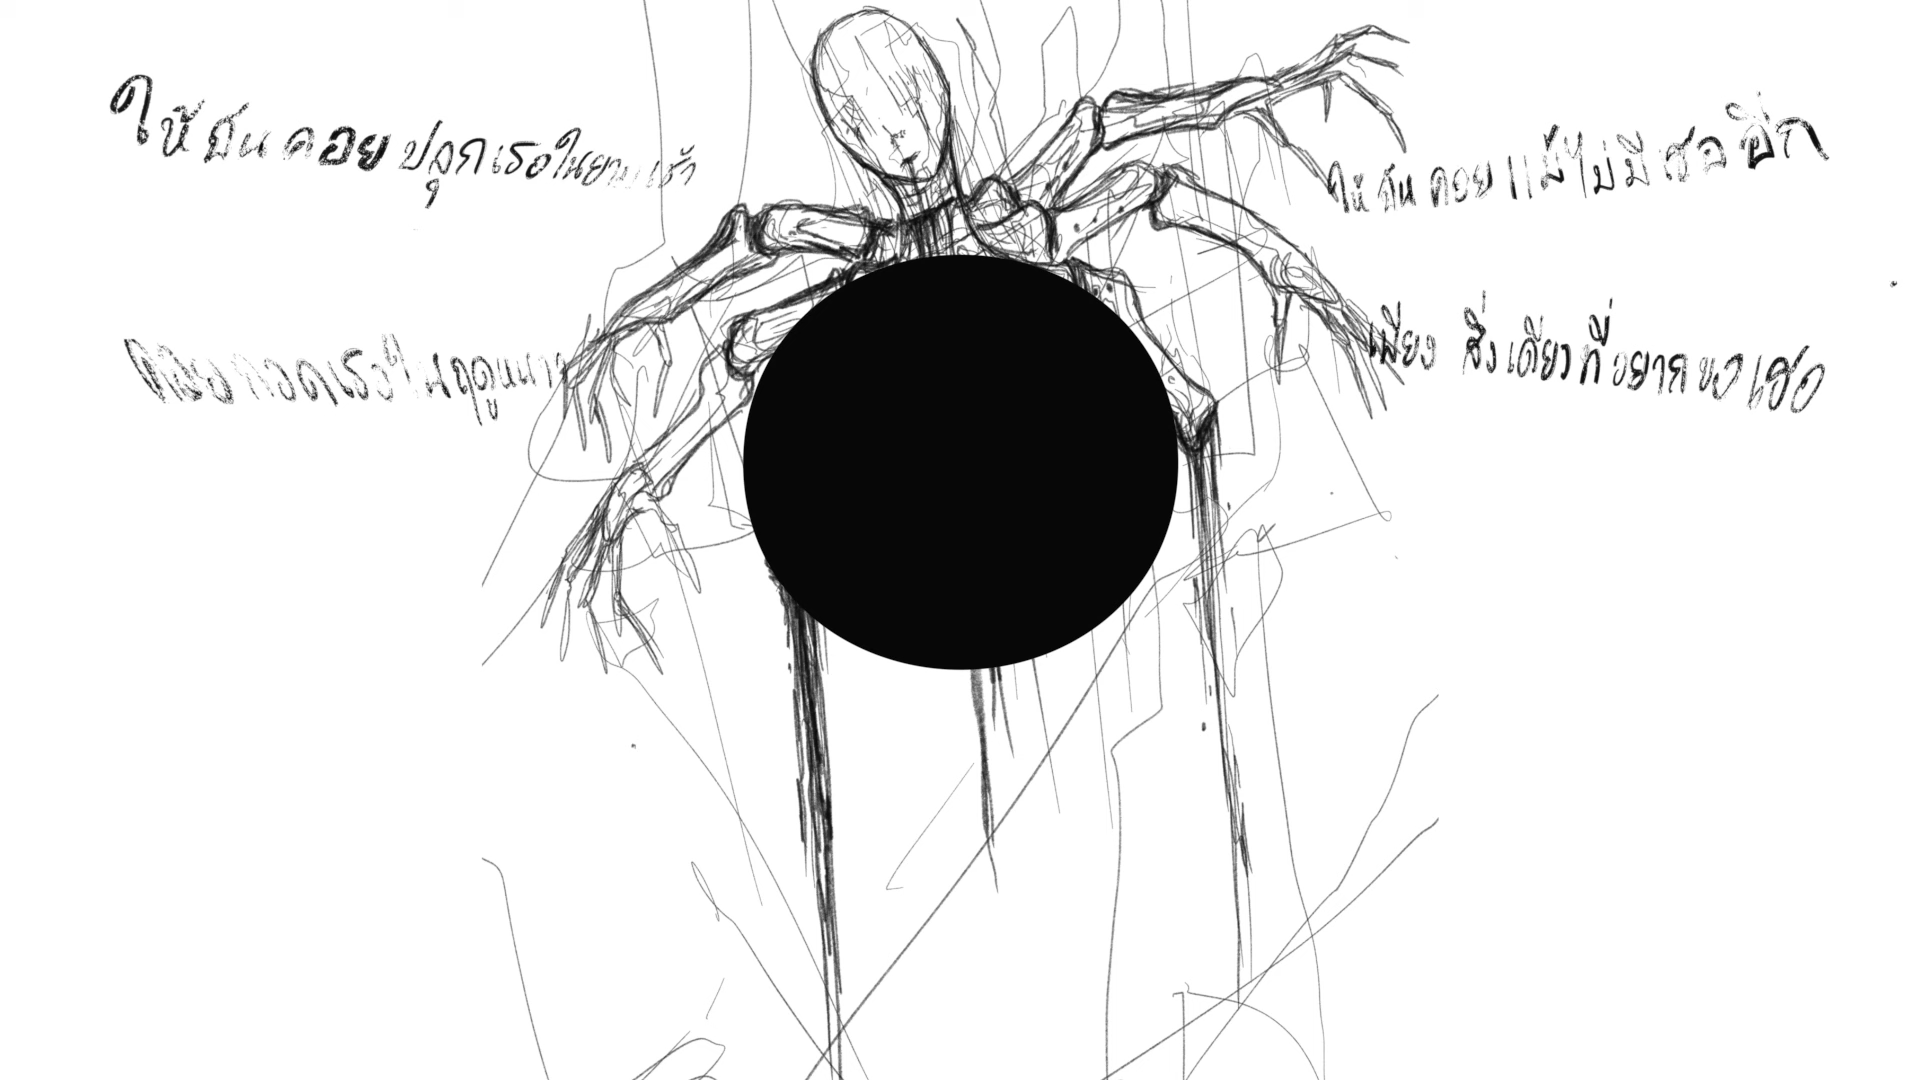 ให้ฉันคอยปลุกเธอในยามเช้า
คอยกอดเธอในฤดูหนาว
ให้ฉันคอยแม้ไม่มีเธออีก
เพียงสิ่งเดียวที่อยากขอเธอ